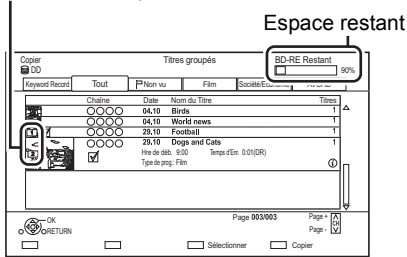 Espace restant
Copier
DD
Titres groupés
BD-RE Restant
90%
Keyword Record
Tout
Non vu
Film
Société/Economie
AVCHD
Chaîne Date Nom du Titre Titres
04.10 Birds 1
04.10 World news 1
29.10 Football 1
29.10 Dogs and Cats 1
Hre de déb. 9:00 Temps d'Enr. 0:01(DR)
Type de prog.: Film
OK
RETURN
Page 003/003
Page +
CH
Page -
Sélectionner
Copier